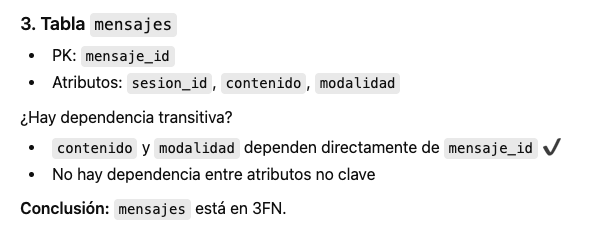 3. Tabla mensajes
• PK: mensaje_id
• Atributos: sesion_id, contenido, modalidad
¿Hay dependencia transitiva?
• contenido y modalidad dependen directamente de mensaje_id ✔
• No hay dependencia entre atributos no clave
Conclusión: mensajes está en 3FN.